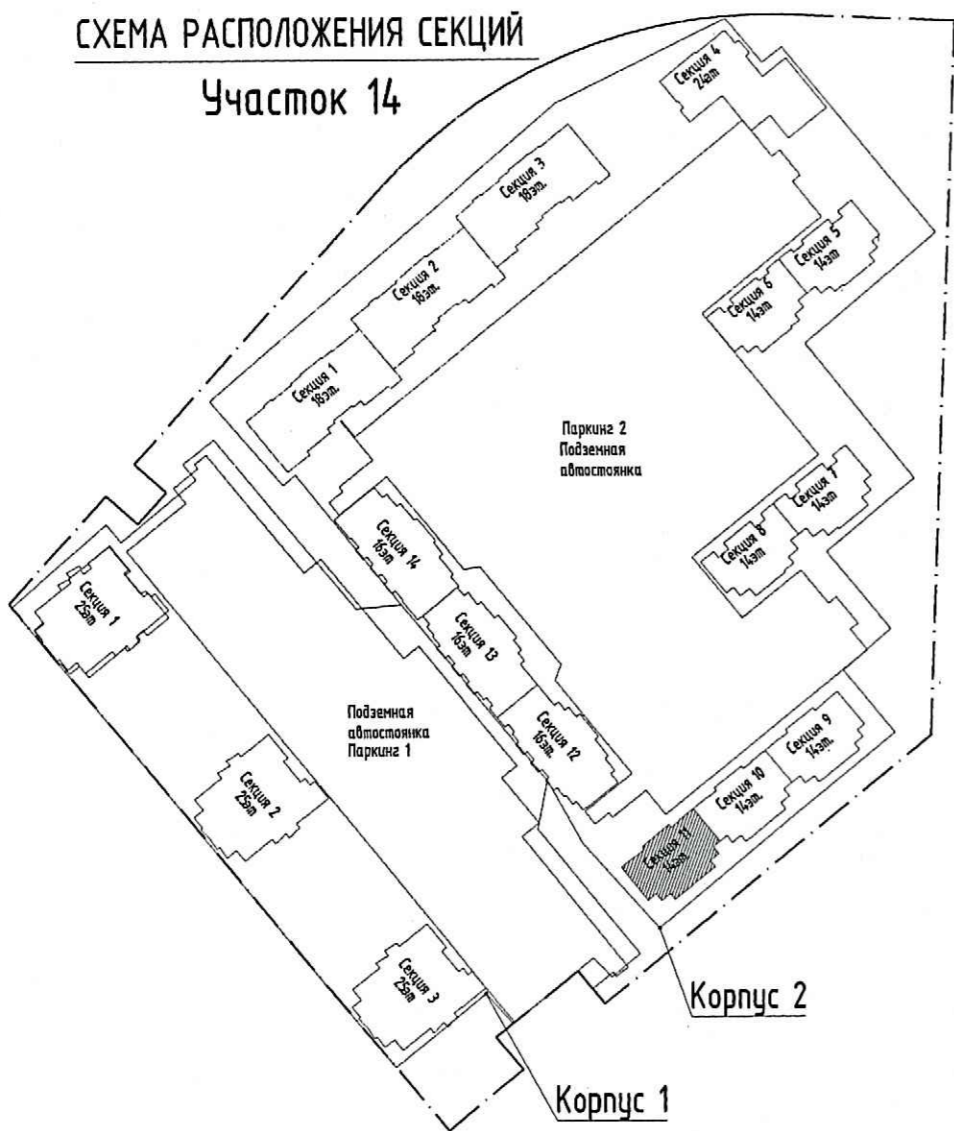 СХЕМА РАСПОЛОЖЕНИЯ СЕКЦИЙ
Участок 14
Секция 4
24эт
Секция 3
18эт.
Секция 2
18эт.
Секция 1
18эт.
Секция 5
14эт
Секция 6
14эт
Паркинг 2
Подземная
автостоянка
Секция 7
14эт
Секция 8
14эт
Секция 14
16эт
Секция 13
16эт
Секция 12
16эт.
Секция 1
25эт
Подземная
автостоянка
Паркинг 1
Секция 2
25эт
Секция 9
14эт.
Секция 10
14эт.
Секция 11
14эт.
Секция 3
25эт
Корпус 2
Корпус 1